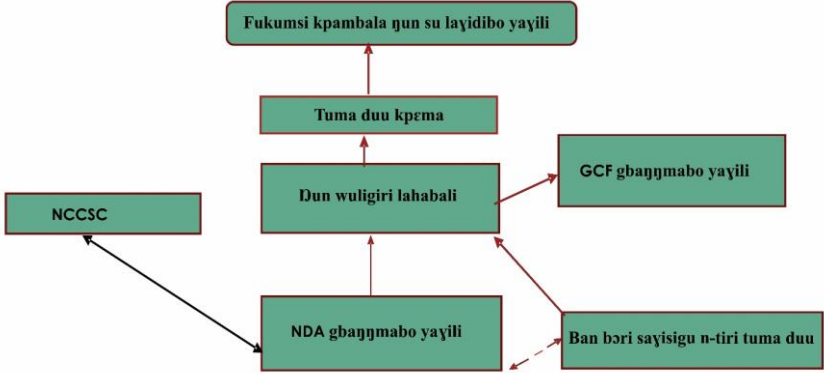 Fukumsi kpambala ŋun su laɣidibo yaɣili
Tuma duu kpɛma
Ŋun wuligiri lahabali
GCF gbaŋŋmabo yaɣili
NCCSC
NDA gbaŋŋmabo yaɣili
Ban bɔri saɣisigu n-tiri tuma duu